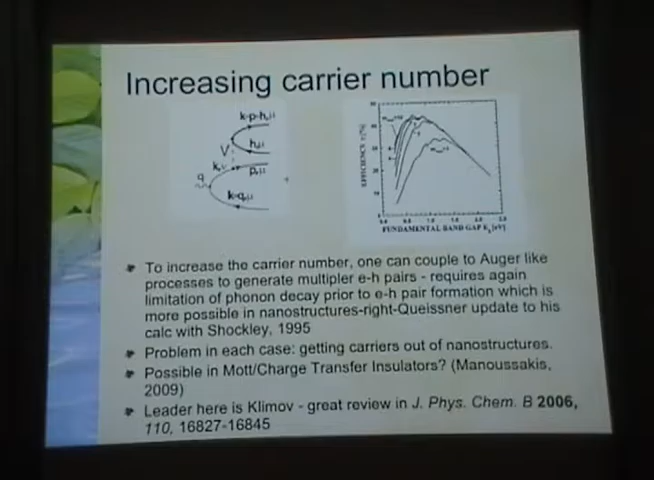 Increasing carrier number
k-p-h,μ
h,μ
V
k,ν
p,μ
q
k-q,μ
EFFICIENCY η[%]
FUNDAMENTAL BAND GAP
To increase the carrier number, one can couple to Auger like
processes to generate multipler e-h pairs - requires again
limitation of phonon decay prior to e-h pair formation which is
more possible in nanostructures-right-Queissner update to his
calc with Shockley, 1995
Problem in each case: getting carriers out of nanostructures.
Possible in Mott/Charge Transfer Insulators? (Manoussakis,
2009)
Leader here is Klimov - great review in J. Phys. Chem. B 2006,
110, 16827-16845